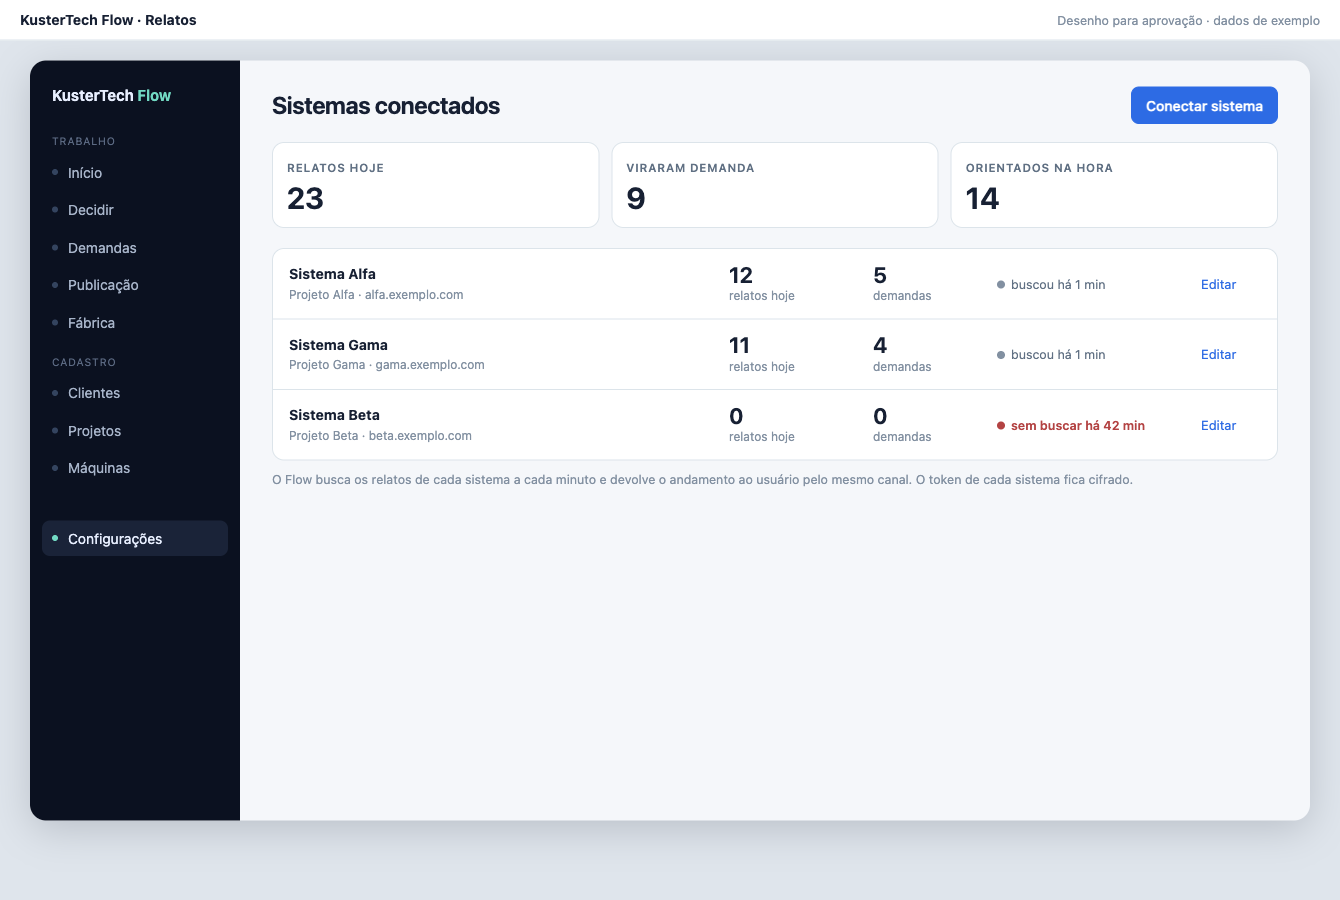 KusterTech Flow · Relatos
Desenho para aprovação · dados de exemplo
KusterTech Flow
TRABALHO
Início
Decidir
Demandas
Publicação
Fábrica
CADASTRO
Clientes
Projetos
Máquinas
Configurações
Sistemas conectados
Conectar sistema
RELATOS HOJE
23
VIRARAM DEMANDA
9
ORIENTADOS NA HORA
14
Sistema Alfa
Projeto Alfa · alfa.exemplo.com
12
relatos hoje
5
demandas
buscou há 1 min
Editar
Sistema Gama
Projeto Gama · gama.exemplo.com
11
relatos hoje
4
demandas
buscou há 1 min
Editar
Sistema Beta
Projeto Beta · beta.exemplo.com
0
relatos hoje
0
demandas
sem buscar há 42 min
Editar
O Flow busca os relatos de cada sistema a cada minuto e devolve o andamento ao usuário pelo mesmo canal. O token de cada sistema fica cifrado.